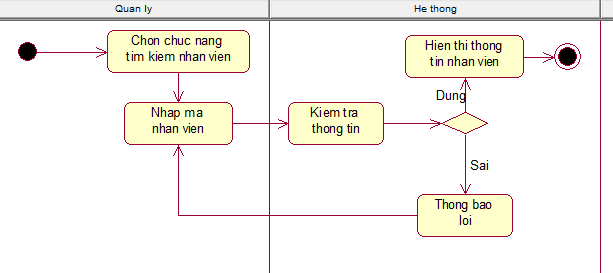 Quan ly
He thong
Chon chuc nang
tim kiem nhan vien
Hien thi thong
tin nhan vien
Dung
Nhap ma
nhan vien
Kiem tra
thong tin
Sai
Thong bao
loi